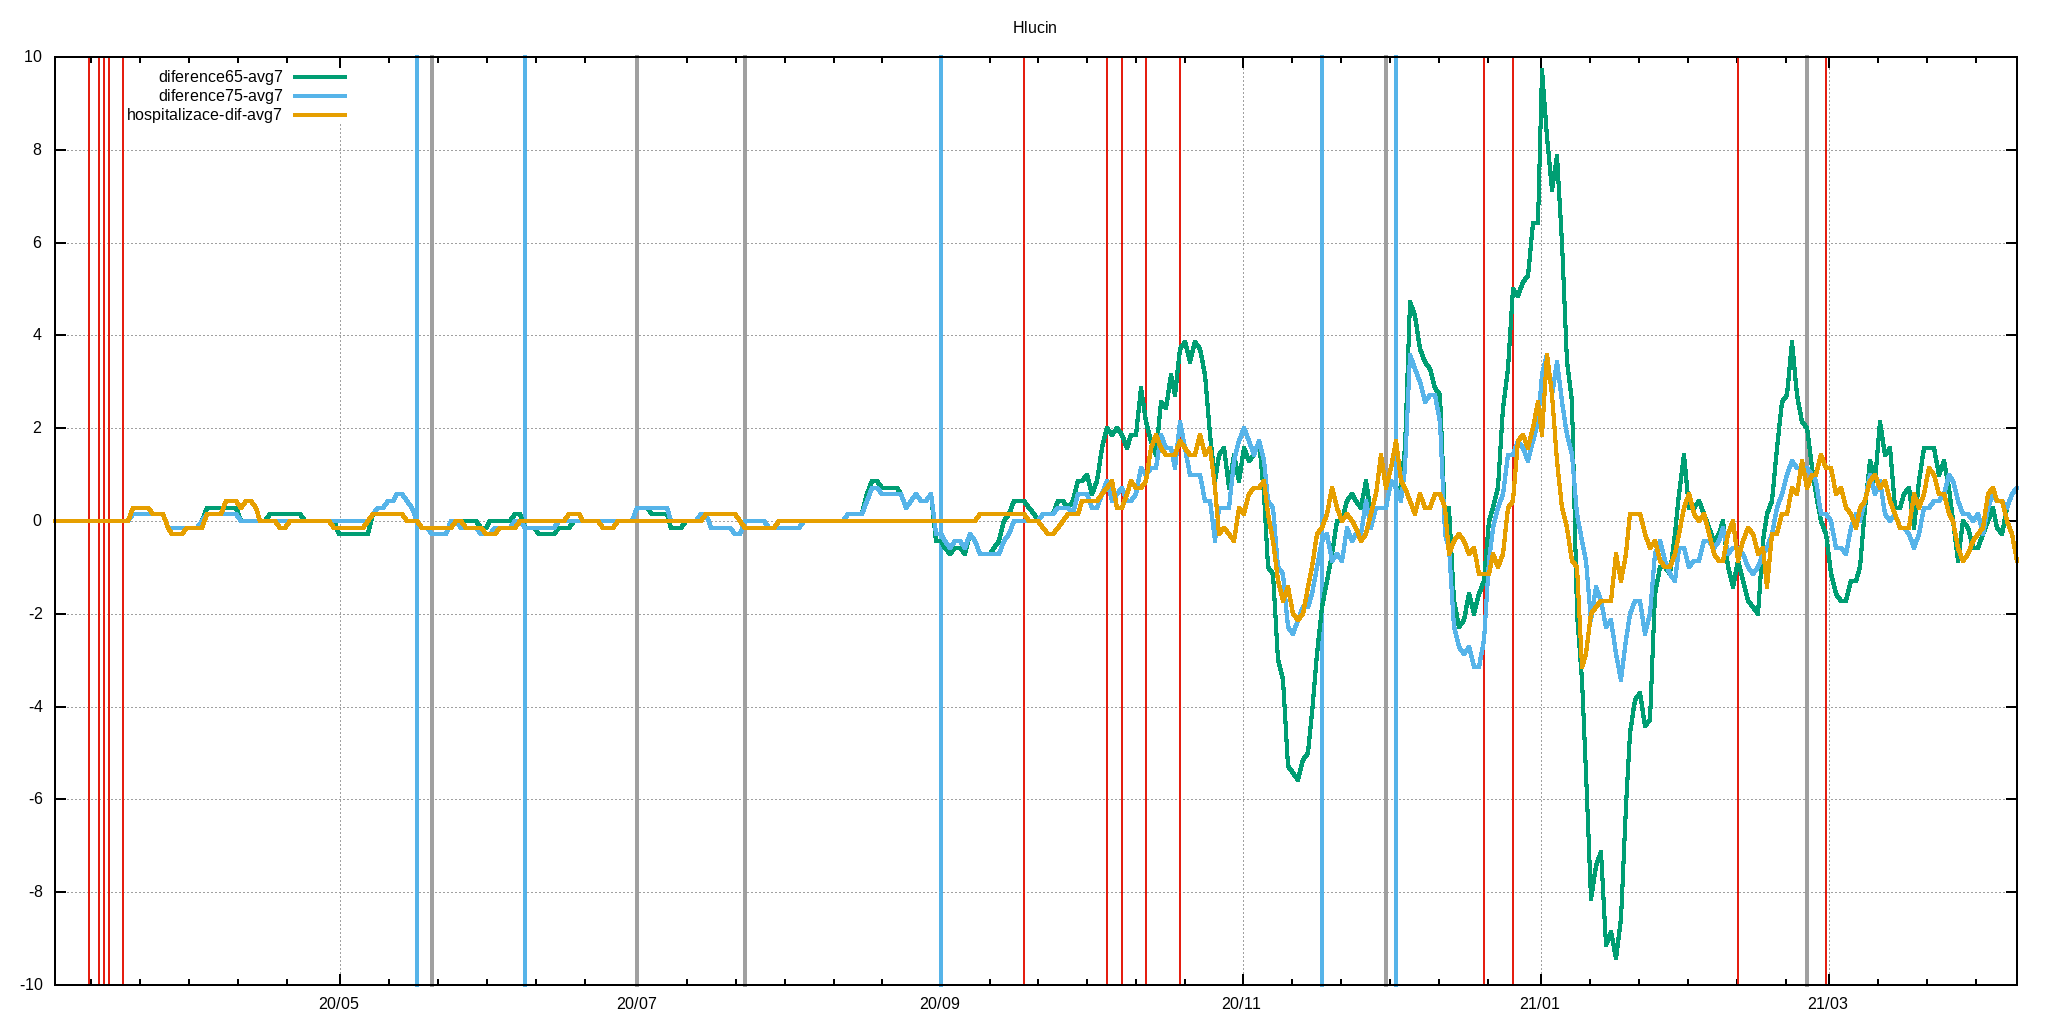 Hlucin
diference65-avg7
diference75-avg7
hospitalizace-dif-avg7
10
8
6
4
2
0
-2
-4
-6
-8
-10
20/05 20/07 20/09 20/11 21/01 21/03